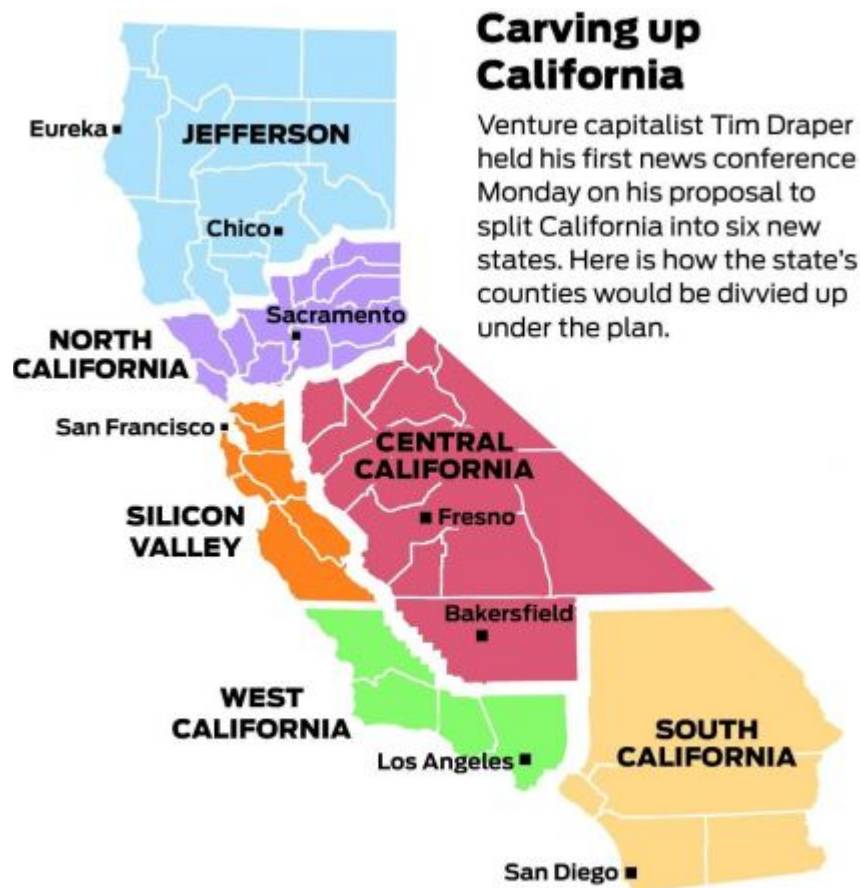 Carving up
California
Venture capitalist Tim Draper
held his first news conference
Monday on his proposal to
split California into six new
states. Here is how the state's
counties would be divvied up
under the plan.
Eureka
JEFFERSON
Chico
Sacramento
NORTH
CALIFORNIA
San Francisco
CENTRAL
CALIFORNIA
SILICON
VALLEY
Fresno
Bakersfield
WEST
CALIFORNIA
SOUTH
CALIFORNIA
Los Angeles
San Diego